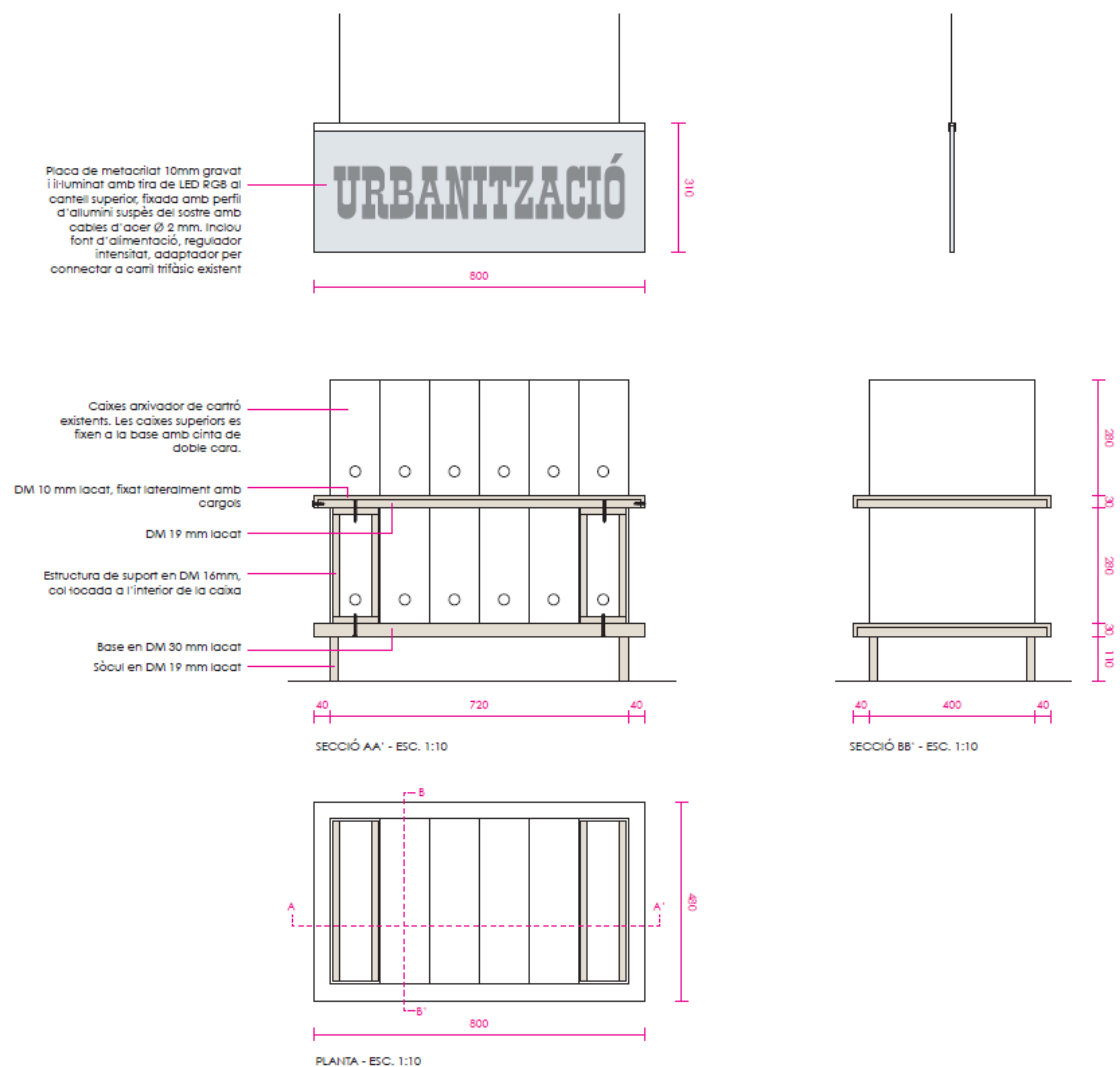 URBANITZACIÓ
Placa de metacrilat 10mm gravat
i il·luminat amb tira de LED RGB al
cantell superior, fixada amb perfil
d'allumini suspès del sostre amb
cables d'acer Ø 2 mm. Inclou
font d'alimentació, regulador
intensitat, adaptador per
connectar a carril trifàsic existent
310
800
Caixes arxivador de cartró
existents. Les caixes superiors es
fixen a la base amb cinta de
doble cara.
DM 10 mm lacat, fixat lateralment amb
cargols
DM 19 mm lacat
Estructura de suport en DM 16mm,
col·locada a l'interior de la caixa
Base en DM 30 mm lacat
Sòcul en DM 19 mm lacat
280
30
280
30
110
40 720 40
40 400 40
SECCIÓ AA' - ESC. 1:10
SECCIÓ BB' - ESC. 1:10
B
A A'
480
B'
800
PLANTA - ESC. 1:10